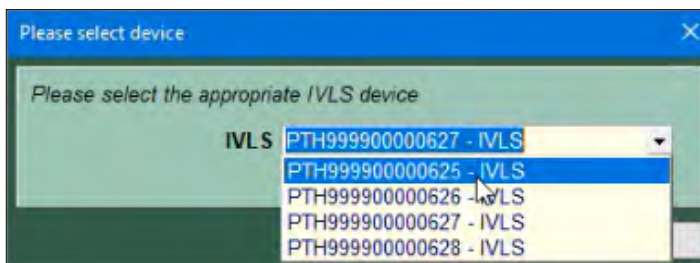 Please select device
Please select the appropriate IVLS device
IVLS PTH999900000627 - IVLS
PTH999900000625 - IVLS
PTH999900000626 - IVLS
PTH999900000627 - IVLS
PTH999900000628 - IVLS